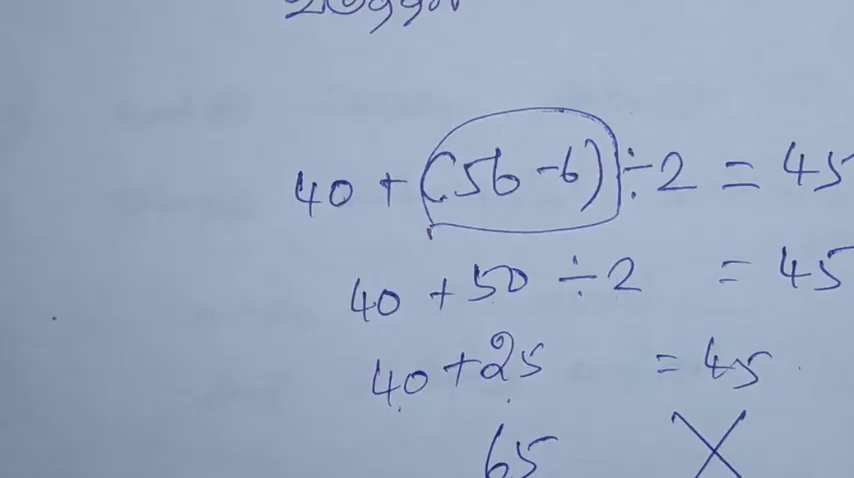 40 + (56 - 6) ÷ 2 = 45
40 + 50 ÷ 2 = 45
40 + 25 = 45
65 X